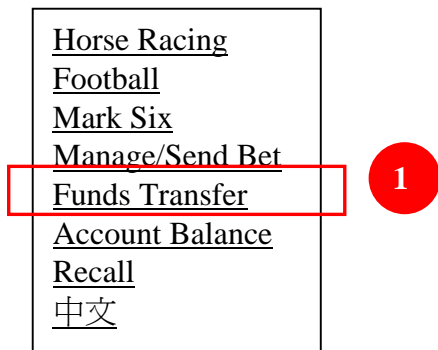 Horse Racing
Football
Mark Six
Manage/Send Bet
Funds Transfer
1
Account Balance
Recall
中文